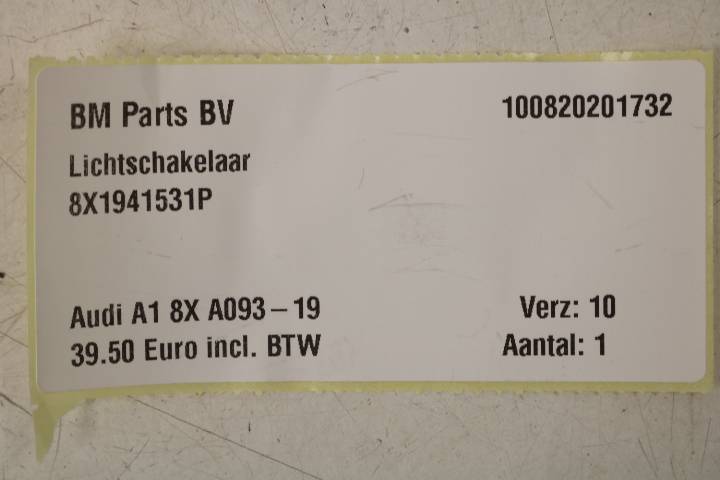 BM Parts BV
100820201732
Lichtschakelaar
8X1941531P
Audi A1 8X A093-19
Verz: 10
39.50 Euro incl. BTW
Aantal: 1